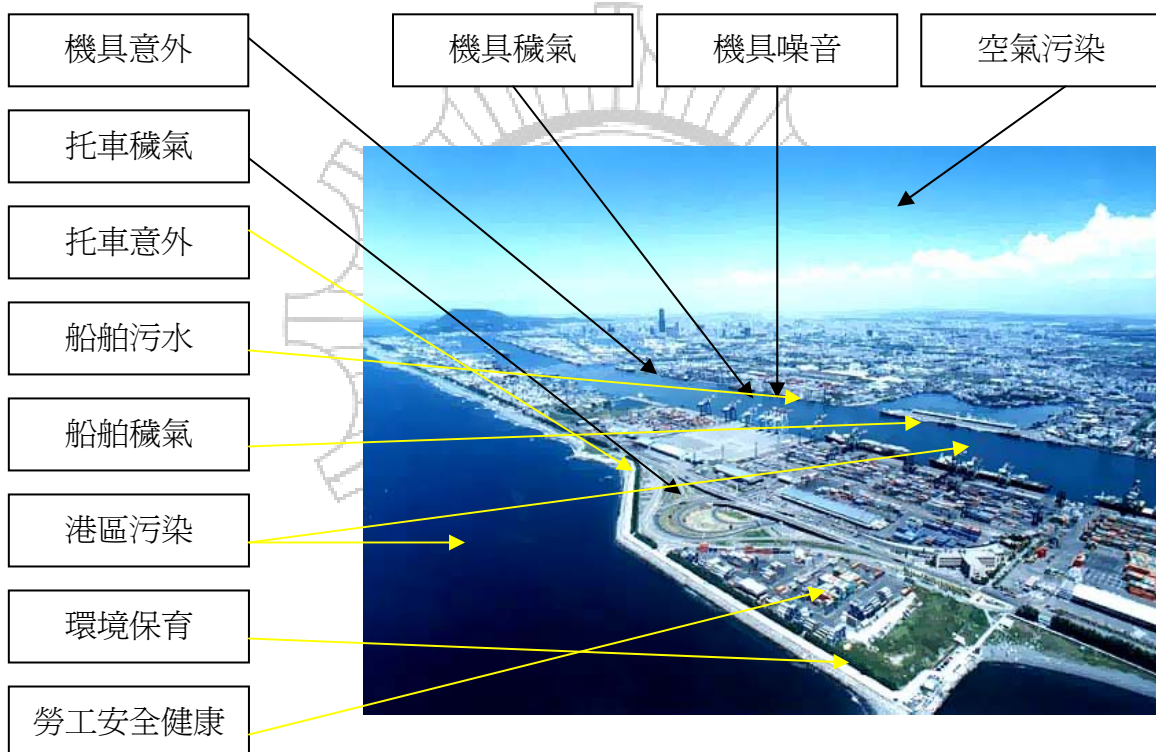 機具意外
機具穢氣
機具噪音
空氣污染
托車穢氣
托車意外
船舶污水
船舶穢氣
港區污染
環境保育
勞工安全健康